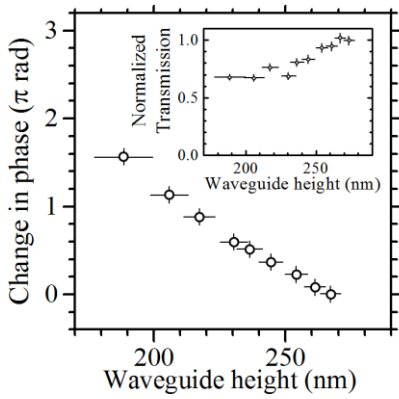 3
2
1
0
Change in phase (π rad)
200 250
Waveguide height (nm)
1.0
0.5
0.0
Normalized
Transmission
200 250
Waveguide height (nm)